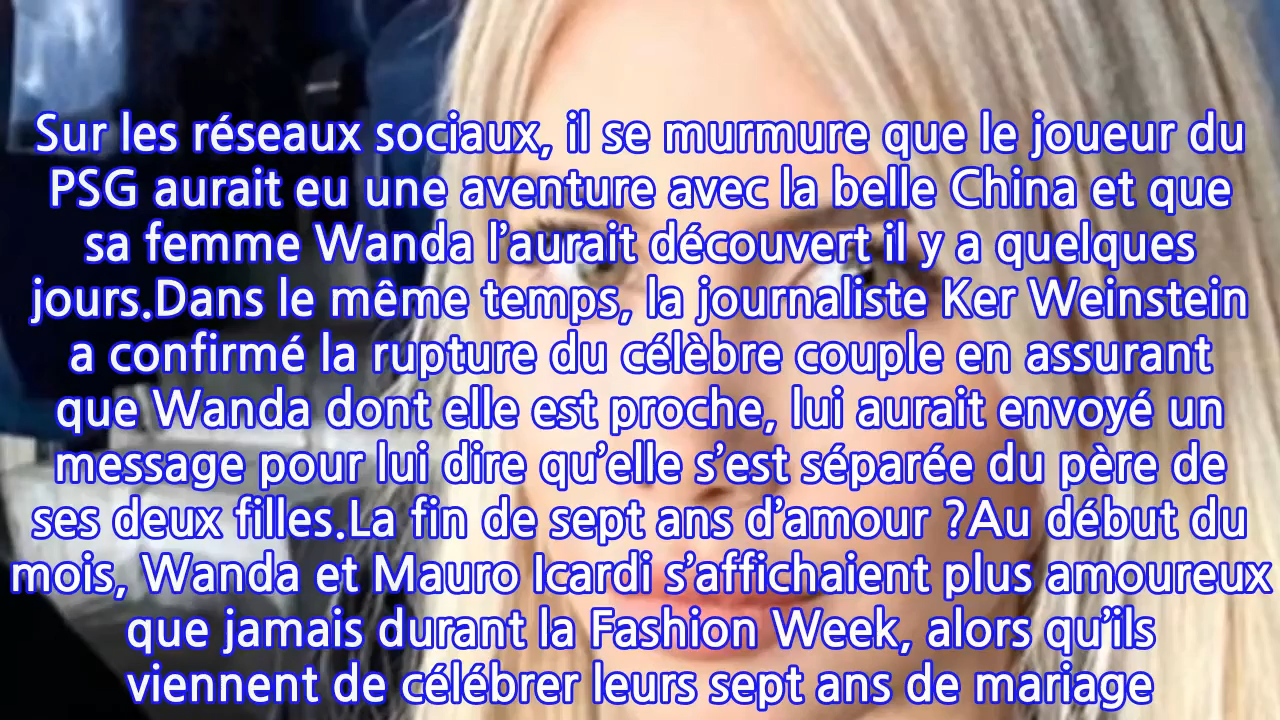 Sur les réseaux sociaux, il se murmure que le joueur du
PSG aurait eu une aventure avec la belle China et que
sa femme Wanda l’aurait découvert il y a quelques
jours.Dans le même temps, la journaliste Ker Weinstein
a confirmé la rupture du célèbre couple en assurant
que Wanda dont elle est proche, lui aurait envoyé un
message pour lui dire qu’elle s’est séparée du père de
ses deux filles.La fin de sept ans d’amour ?Au début du
mois, Wanda et Mauro Icardi s’affichaient plus amoureux
que jamais durant la Fashion Week, alors qu’ils
viennent de célébrer leurs sept ans de mariage